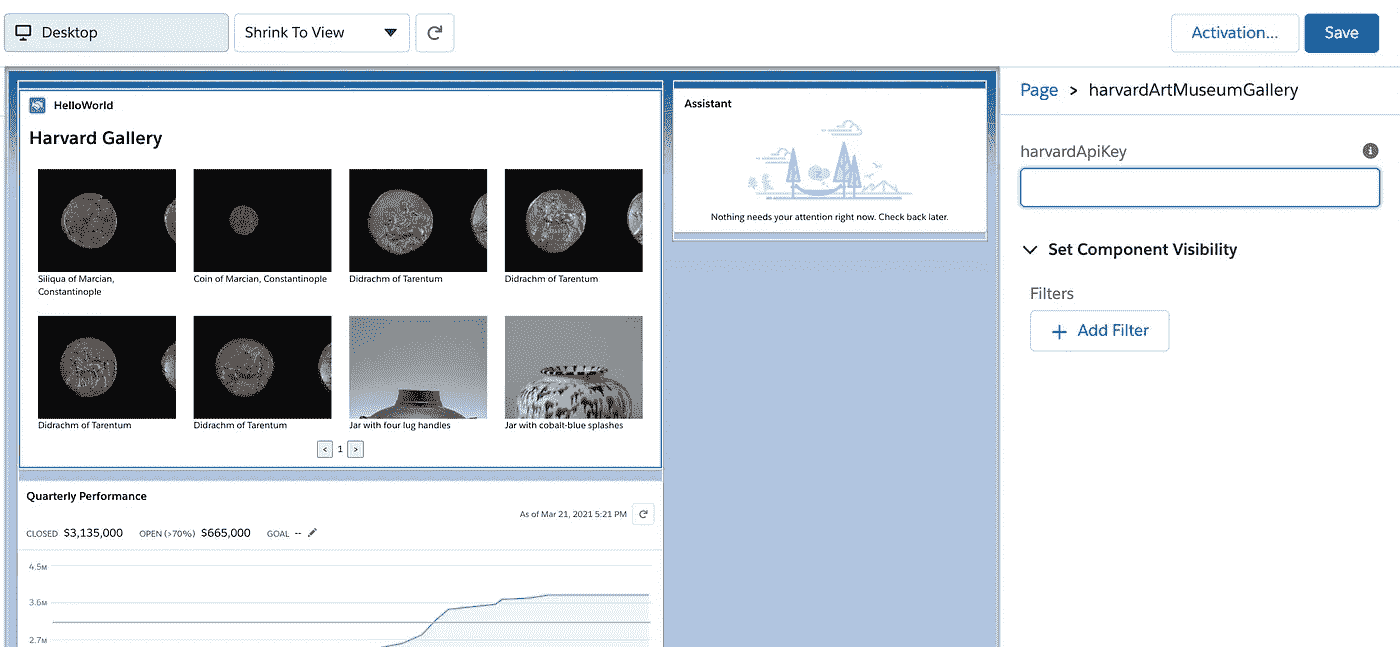 Desktop
Shrink To View
Activation...
Save
HelloWorld
Harvard Gallery
Siliqua of Marcian,
Constantinople
Coin of Marcian, Constantinople
Didrachm of Tarentum
Didrachm of Tarentum
Didrachm of Tarentum
Didrachm of Tarentum
Jar with four lug handles
Jar with cobalt-blue splashes
< 1 >
Quarterly Performance
As of Mar 21, 2021 5:21 PM
CLOSED $3,135,000 OPEN (>70%) $665,000 GOAL --
4.5M
3.6M
2.7M
Assistant
Nothing needs your attention right now. Check back later.
Page > harvardArtMuseumGallery
harvardApiKey
Set Component Visibility
Filters
+ Add Filter